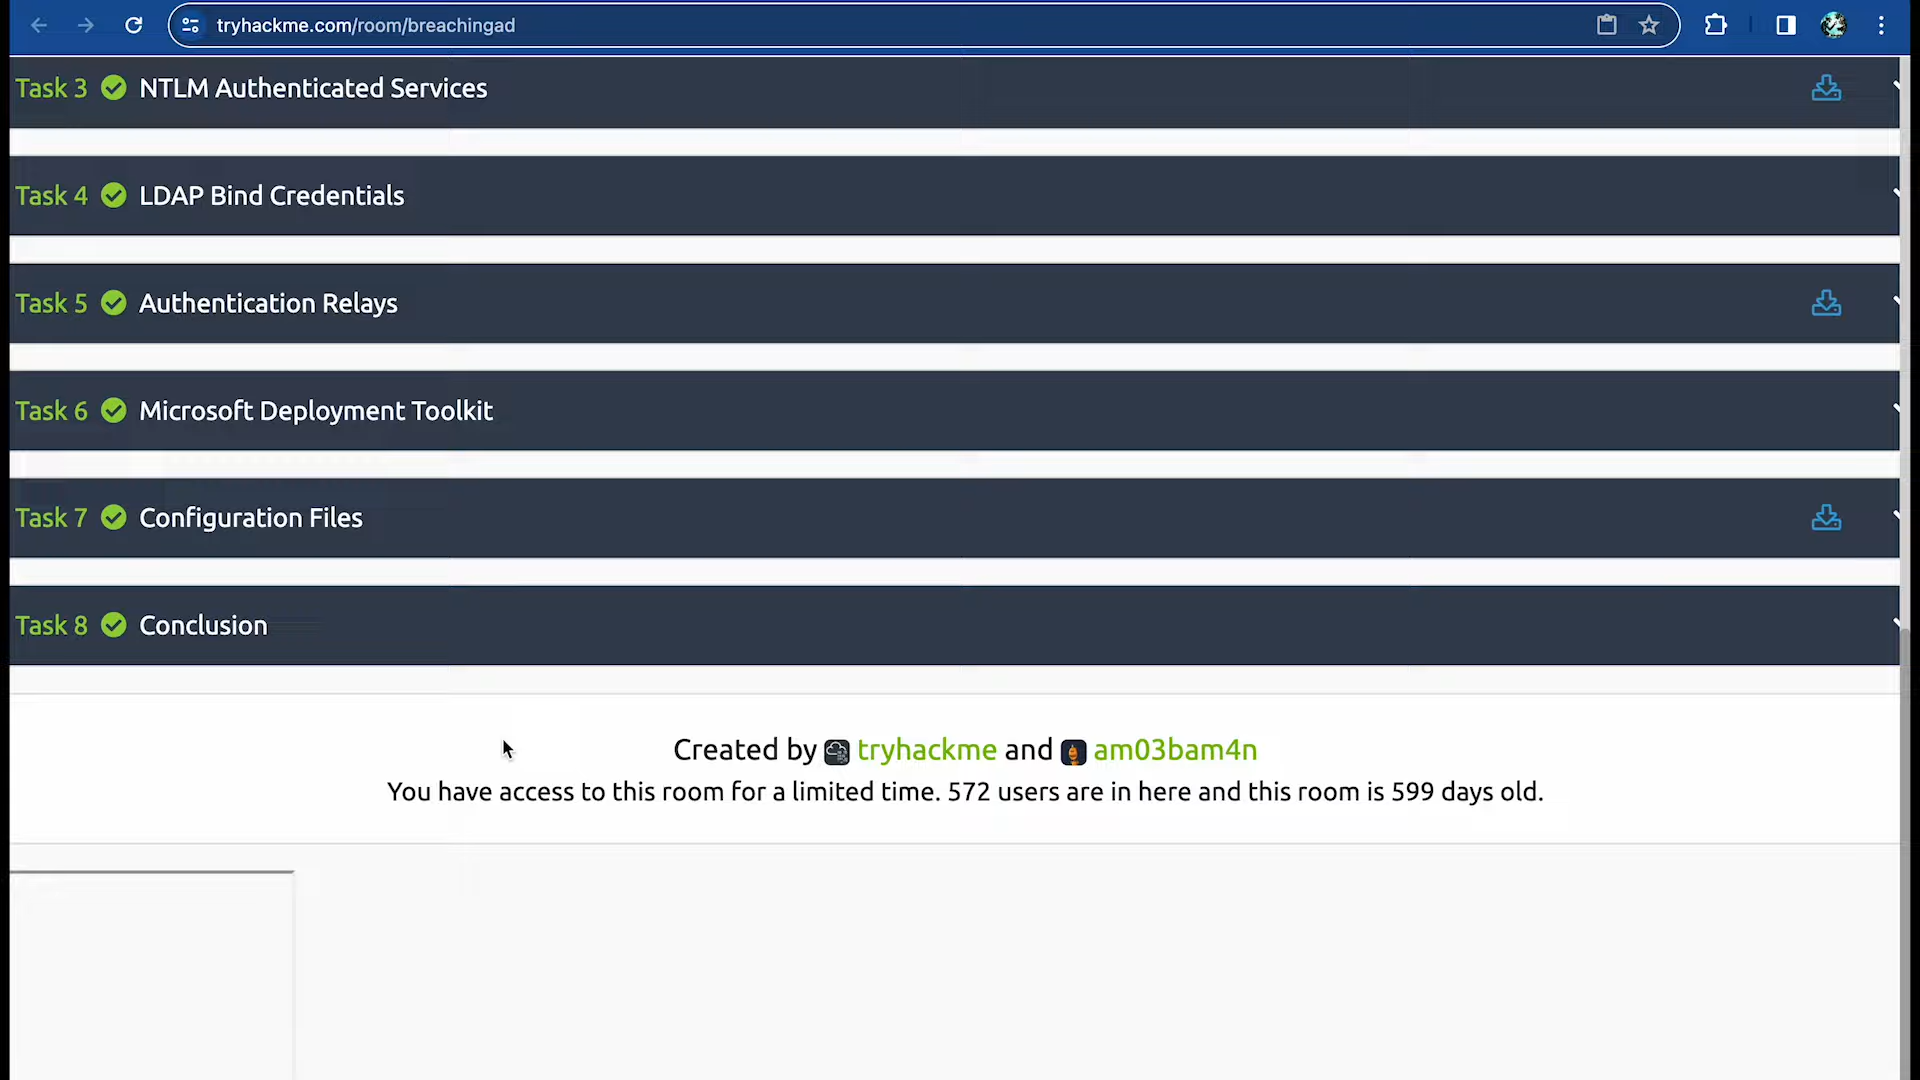 tryhackme.com/room/breachingad
Task 3 NTLM Authenticated Services
Task 4 LDAP Bind Credentials
Task 5 Authentication Relays
Task 6 Microsoft Deployment Toolkit
Task 7 Configuration Files
Task 8 Conclusion
Created by tryhackme and am03bam4n
You have access to this room for a limited time. 572 users are in here and this room is 599 days old.